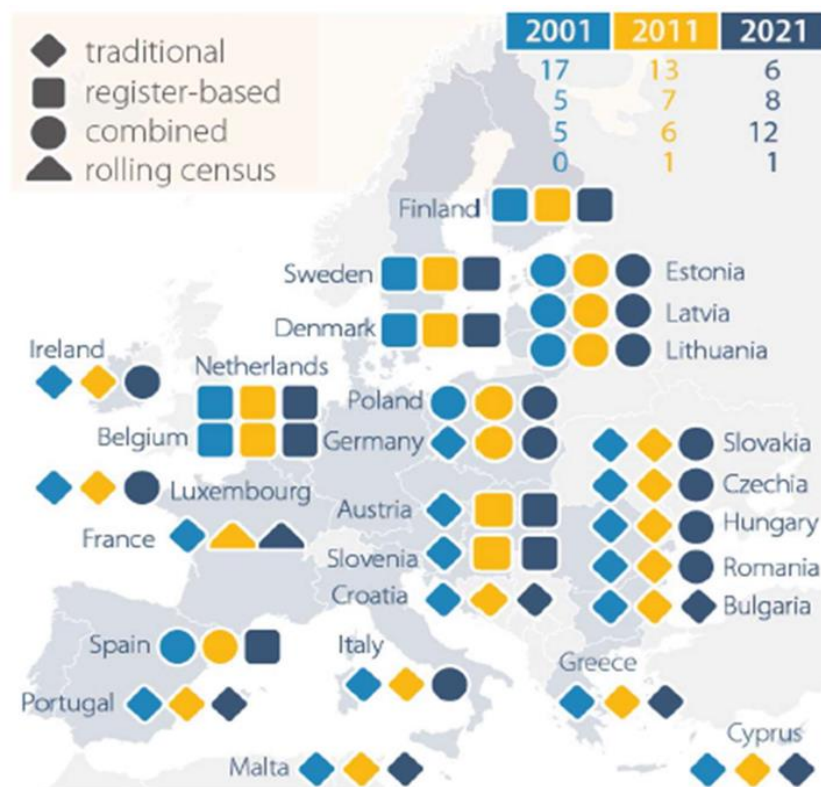 2001 2011 2021
traditional 17 13 6
register-based 5 7 8
combined 5 6 12
rolling census 0 1 1
Finland
Sweden
Estonia
Denmark
Latvia
Lithuania
Ireland
Netherlands
Poland
Belgium
Germany
Slovakia
Luxembourg
Czechia
Austria
Hungary
France
Slovenia
Romania
Croatia
Bulgaria
Spain
Italy
Greece
Portugal
Cyprus
Malta